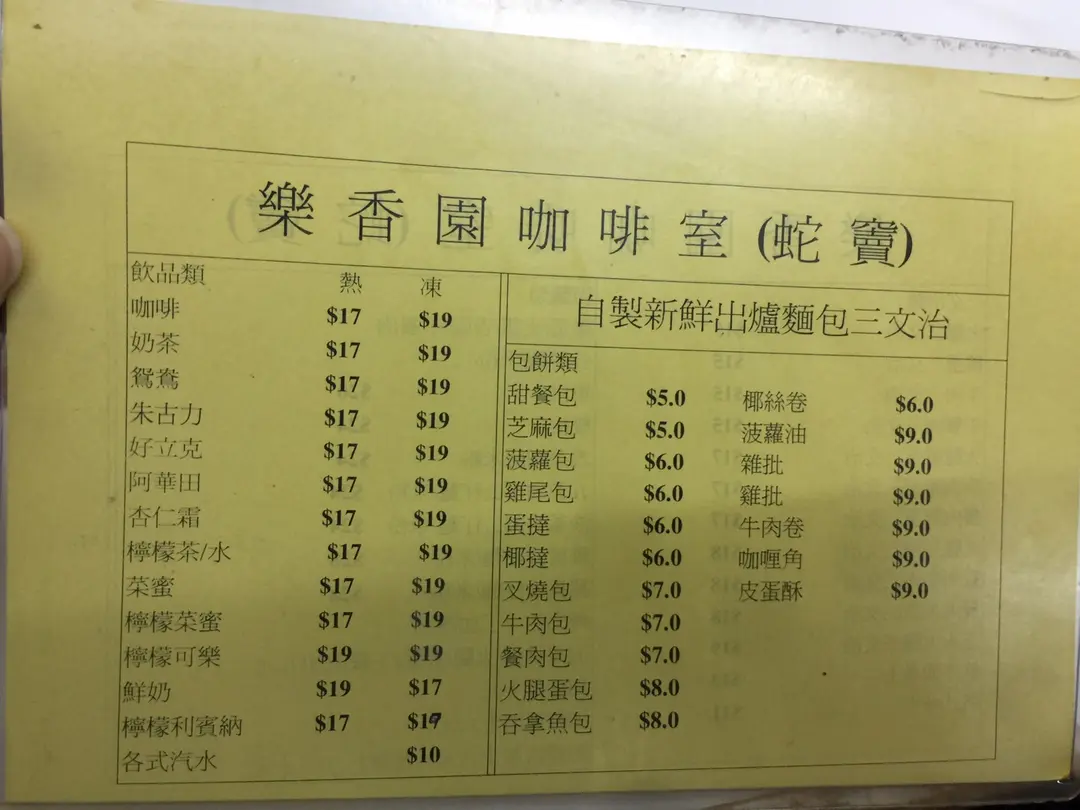 樂香園咖啡室(蛇竇)
飲品類 熱 凍
咖啡 $17 $19
奶茶 $17 $19
鴛鴦 $17 $19
朱古力 $17 $19
好立克 $17 $19
阿華田 $17 $19
杏仁霜 $17 $19
檸檬茶/水 $17 $19
菜蜜 $17 $19
檸檬菜蜜 $17 $19
檸檬可樂 $19 $19
鮮奶 $19 $17
檸檬利賓納 $17
各式汽水 $10
自製新鮮出爐麵包三文治
包餅類
甜餐包 $5.0 椰絲卷 $6.0
芝麻包 $5.0 菠蘿油 $9.0
菠蘿包 $6.0 雜批 $9.0
雞尾包 $6.0 雞批 $9.0
蛋撻 $6.0 牛肉卷 $9.0
椰撻 $6.0 咖喱角 $9.0
叉燒包 $7.0 皮蛋酥 $9.0
牛肉包 $7.0
餐肉包 $7.0
火腿蛋包 $8.0
吞拿魚包 $8.0